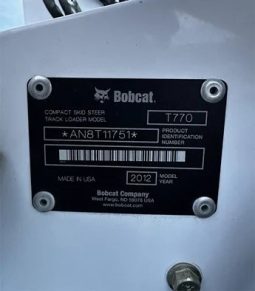 Bobcat.
COMPACT SKID STEER
TRACK LOADER MODEL
T770
*AN8T11751*
PRODUCT
IDENTIFICATION
NUMBER
MADE IN USA
2012
MODEL
YEAR
Bobcat Company
West Fargo, ND 58078 USA
www.bobcat.com